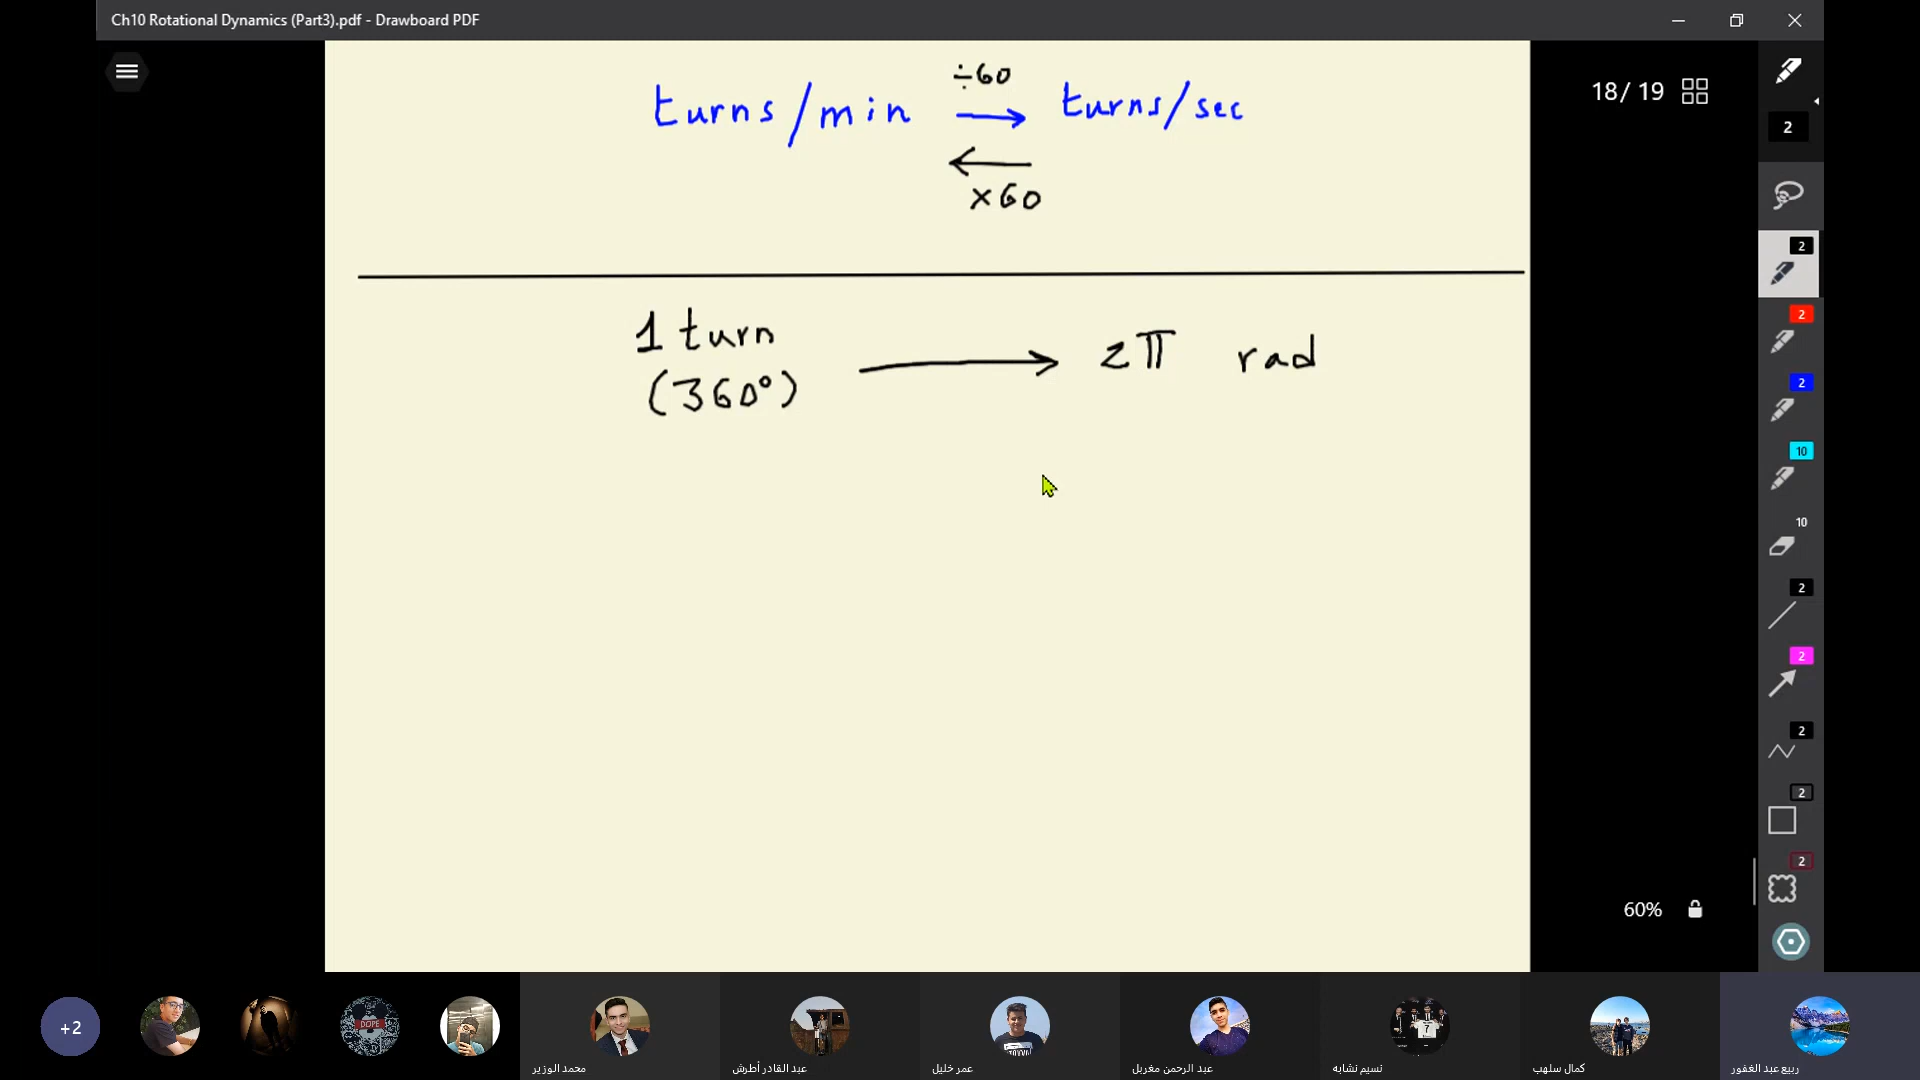 Ch10 Rotational Dynamics (Part3).pdf - Drawboard PDF
18/ 19
÷60
turns/min → turns/sec
←
×60
1 turn
(360°) → 2π rad
2
2
2
2
10
10
2
2
2
2
2
60%
+2
DOPE
7
محمد الوزير
عبد القادر أطرش
عمر خليل
عبد الرحمن مغربل
نسيم نشابه
كمال سلهب
ربيع عبد الغفور